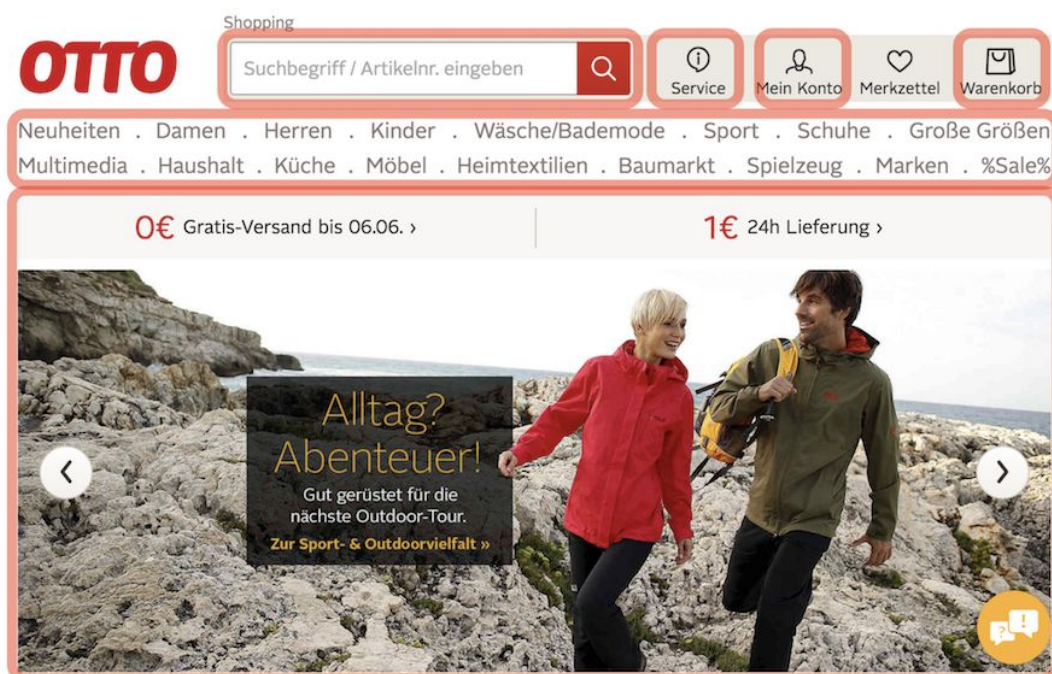 Shopping
OTTO
Suchbegriff / Artikelnr. eingeben
Service
Mein Konto
Merkzettel
Warenkorb
Neuheiten . Damen . Herren . Kinder . Wäsche/Bademode . Sport . Schuhe . Große Größen
Multimedia . Haushalt . Küche . Möbel . Heimtextilien . Baumarkt . Spielzeug . Marken . %Sale%
0€ Gratis-Versand bis 06.06. ›
1€ 24h Lieferung ›
Alltag?
Abenteuer!
Gut gerüstet für die
nächste Outdoor-Tour.
Zur Sport- & Outdoorvielfalt »